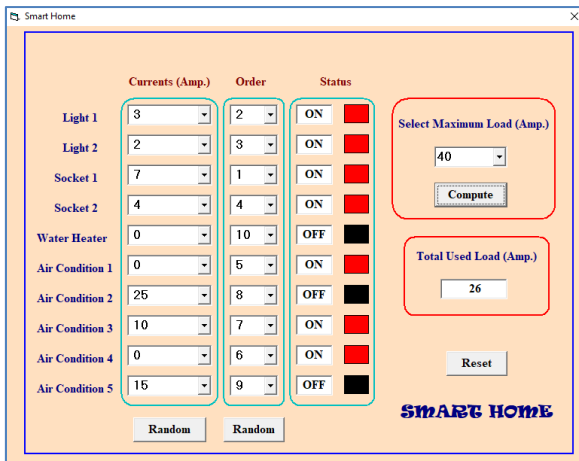 Smart Home
Currents (Amp.) Order Status
Light 1 3 2 ON
Light 2 2 3 ON
Socket 1 7 1 ON
Socket 2 4 4 ON
Water Heater 0 10 OFF
Air Condition 1 0 5 ON
Air Condition 2 25 8 OFF
Air Condition 3 10 7 ON
Air Condition 4 0 6 ON
Air Condition 5 15 9 OFF
Random Random
Select Maximum Load (Amp.)
40
Compute
Total Used Load (Amp.)
26
Reset
SMART HOME